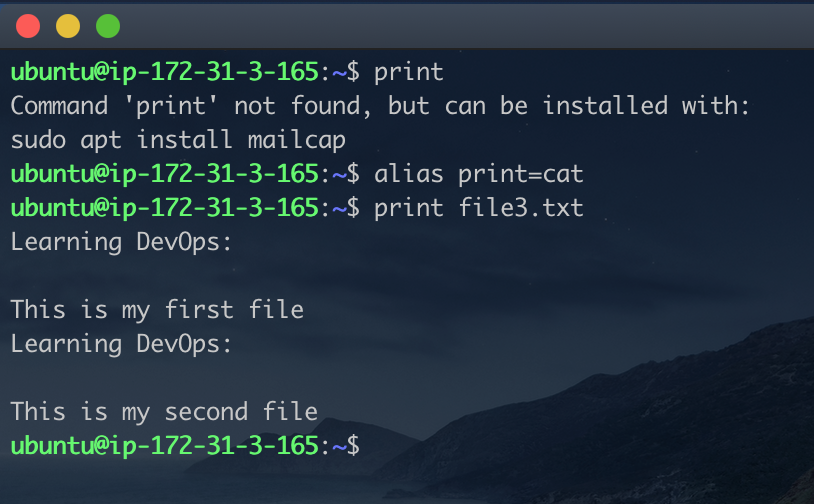 ubuntu@ip-172-31-3-165:~$ print
Command 'print' not found, but can be installed with:
sudo apt install mailcap
ubuntu@ip-172-31-3-165:~$ alias print=cat
ubuntu@ip-172-31-3-165:~$ print file3.txt
Learning DevOps:

This is my first file
Learning DevOps:

This is my second file
ubuntu@ip-172-31-3-165:~$